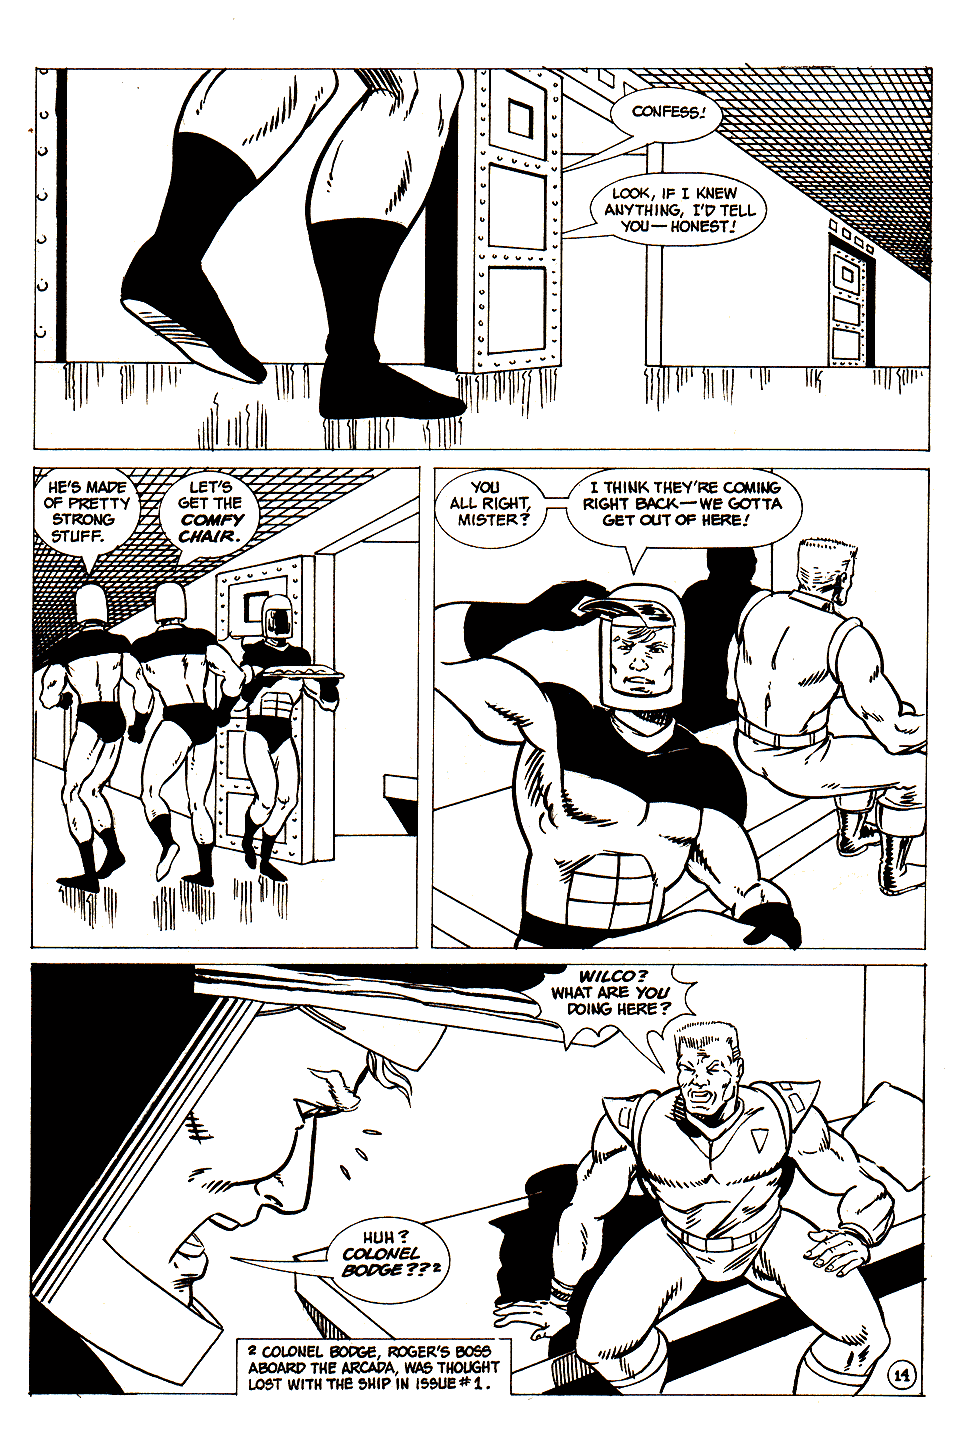 CONFESS!
LOOK, IF I KNEW
ANYTHING, I'D TELL
YOU— HONEST!
HE'S MADE
OF PRETTY
STRONG
STUFF.
LET'S
GET THE
COMFY
CHAIR.
YOU
ALL RIGHT,
MISTER?
I THINK THEY'RE COMING
RIGHT BACK—WE GOTTA
GET OUT OF HERE!
WILCO?
WHAT ARE YOU
DOING HERE?
HUH?
COLONEL
BODGE??²
² COLONEL BODGE, ROGER'S BOSS
ABOARD THE ARCADA, WAS THOUGHT
LOST WITH THE SHIP IN ISSUE #1.
14